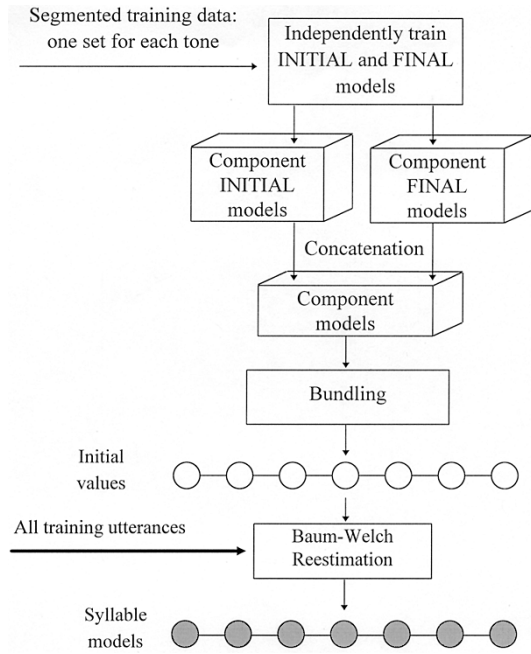 Segmented training data:
one set for each tone
Independently train
INITIAL and FINAL
models
Component
INITIAL
models
Component
FINAL
models
Concatenation
Component
models
Bundling
Initial
values
All training utterances
Baum-Welch
Reestimation
Syllable
models